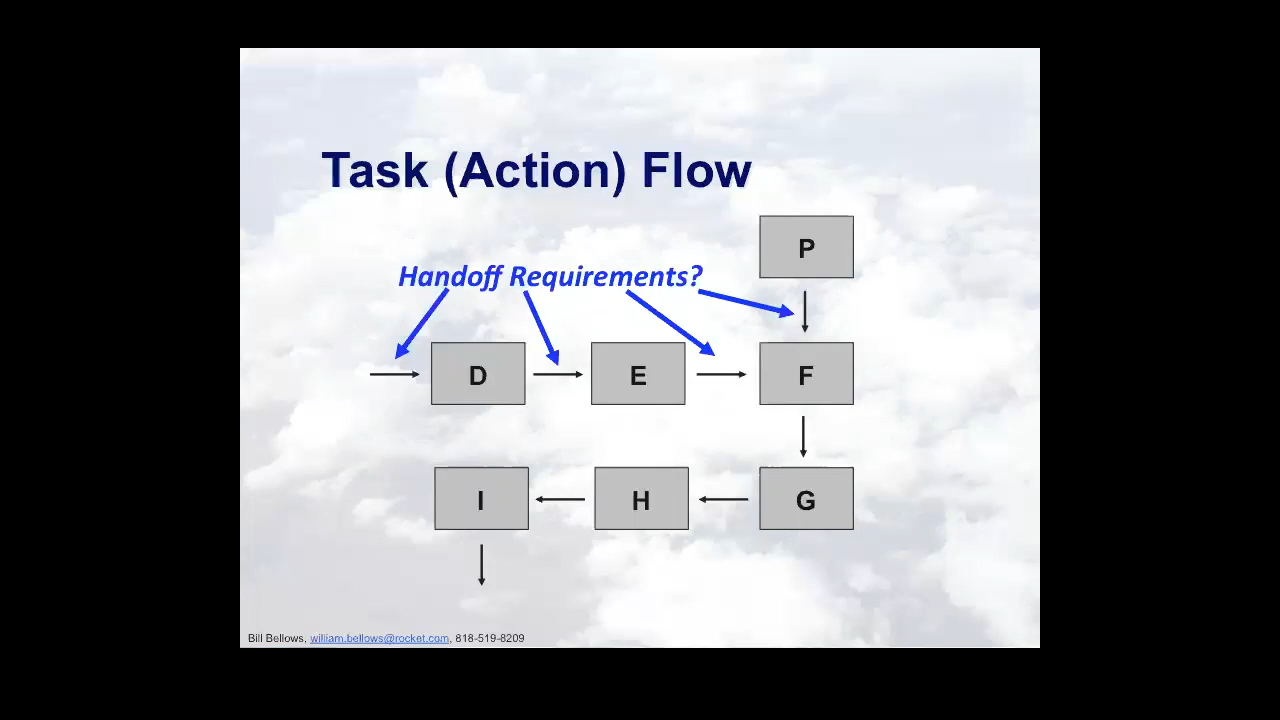 Task (Action) Flow
P
Handoff Requirements?
D
E
F
I
H
G
Bill Bellows, william.bellows@rocket.com, 818-519-8209